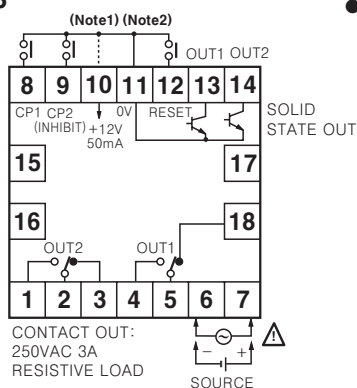 (Note1) (Note2)
OUT1 OUT2
8 9 10 11 12 13 14
CP1 CP2 0V RESET
(INHIBIT) +12V
50mA
SOLID
STATE OUT
15 17
16 18
OUT2 OUT1
1 2 3 4 5 6 7
CONTACT OUT:
250VAC 3A
RESISTIVE LOAD
− +
SOURCE